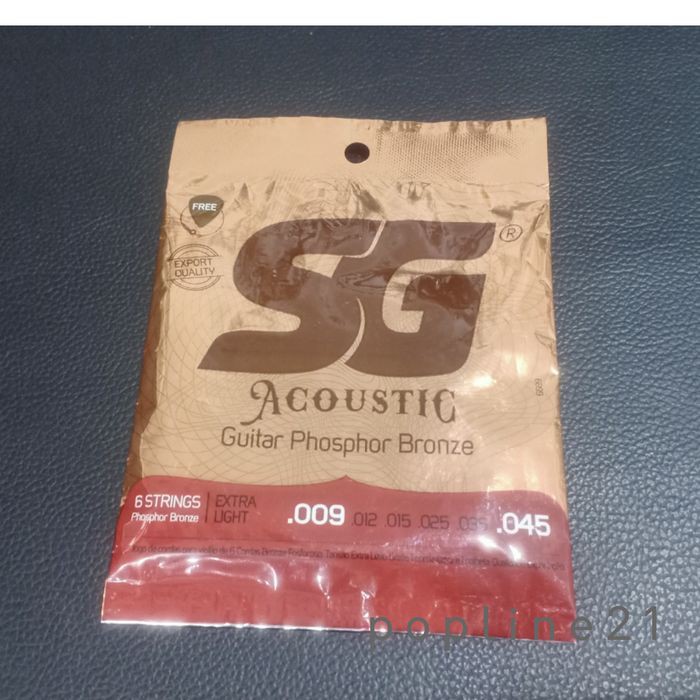 FREE
EXPORT
QUALITY
SG®
ACOUSTIC
Guitar Phosphor Bronze
6 STRINGS
Phosphor Bronze
EXTRA
LIGHT
.009 .012 .015 .025 .035 .045
popline21